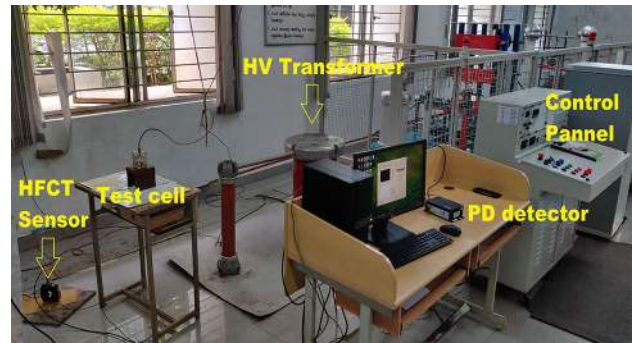 HV Transformer
Control
Pannel
HFCT
Sensor
Test cell
PD detector